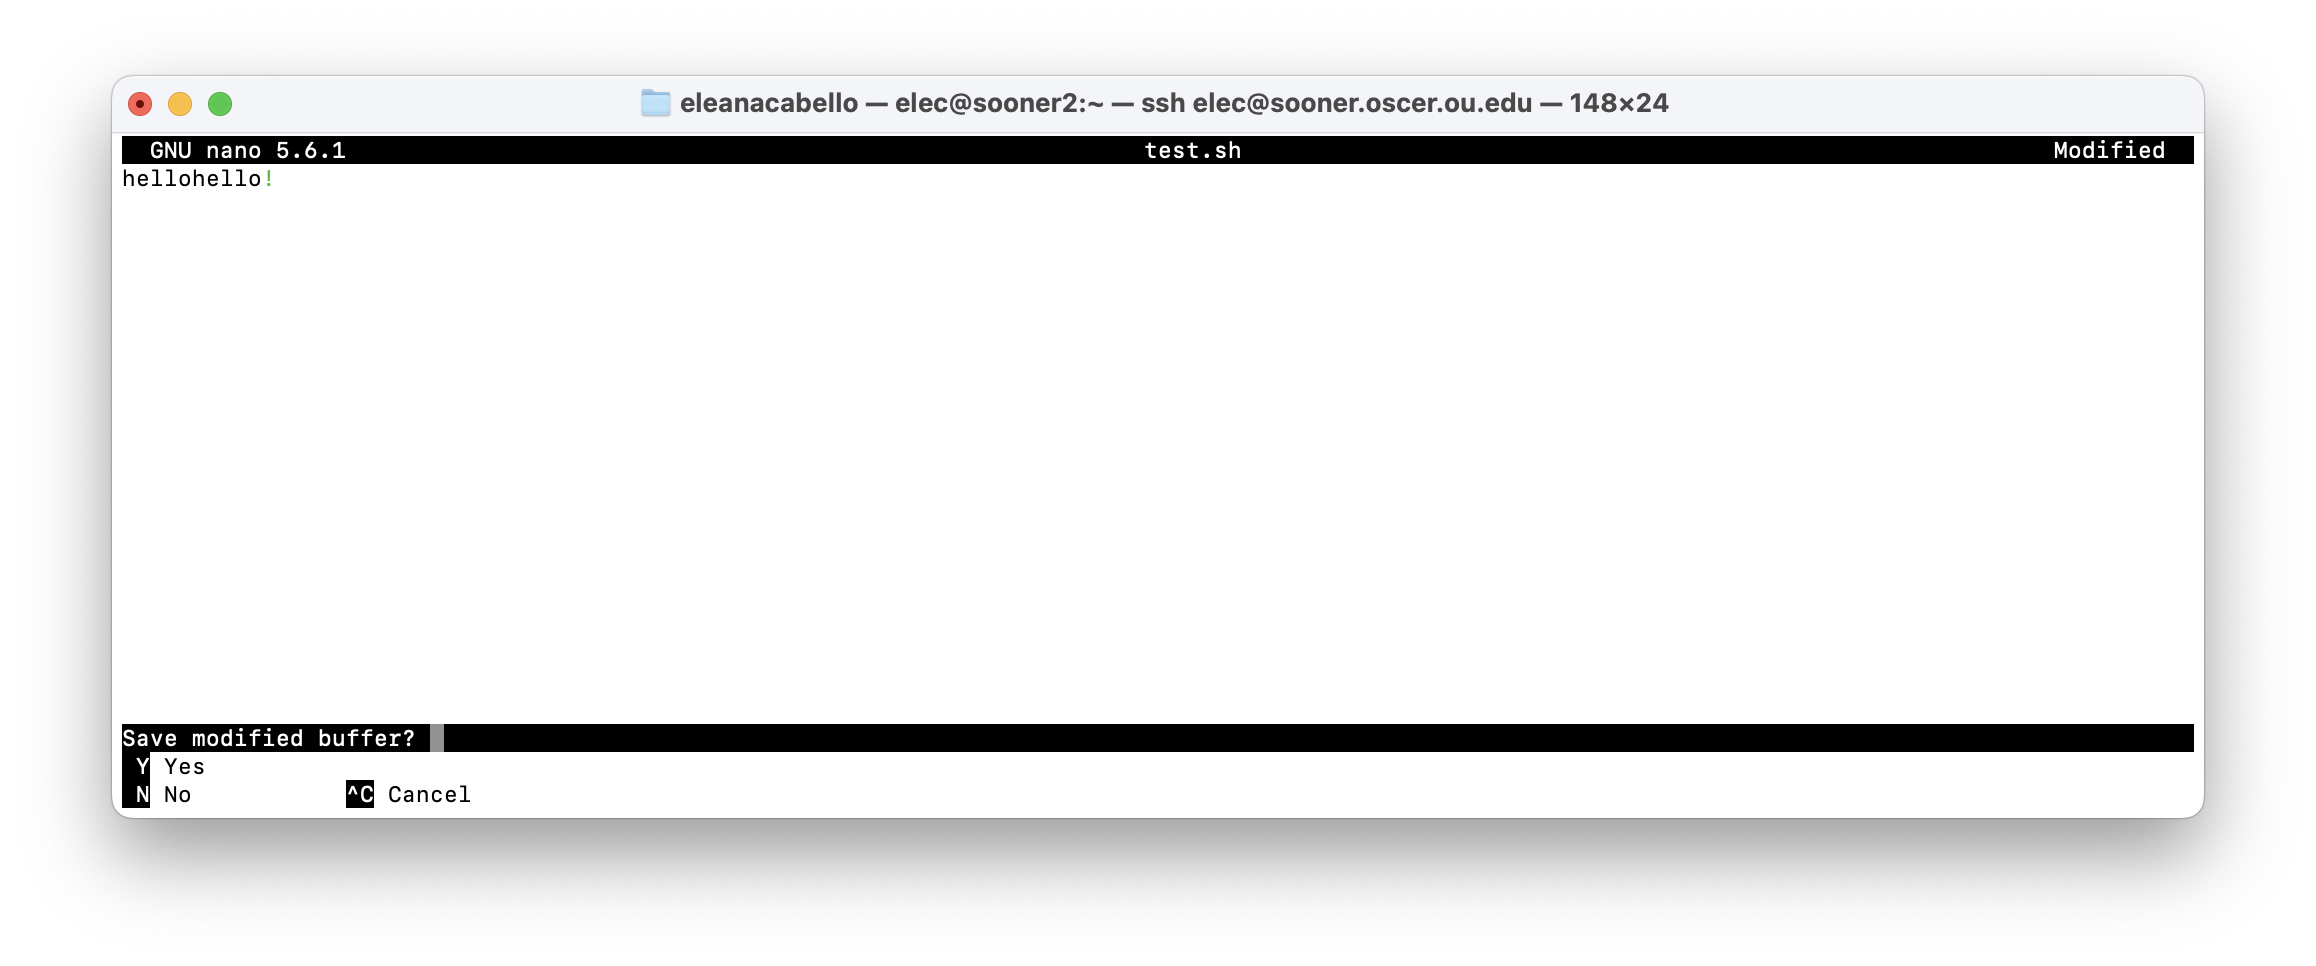 eleanacabello — elec@sooner2:~ — ssh elec@sooner.oscer.ou.edu — 148×24
GNU nano 5.6.1 test.sh Modified
hellohello!
Save modified buffer?
Y Yes
N No ^C Cancel